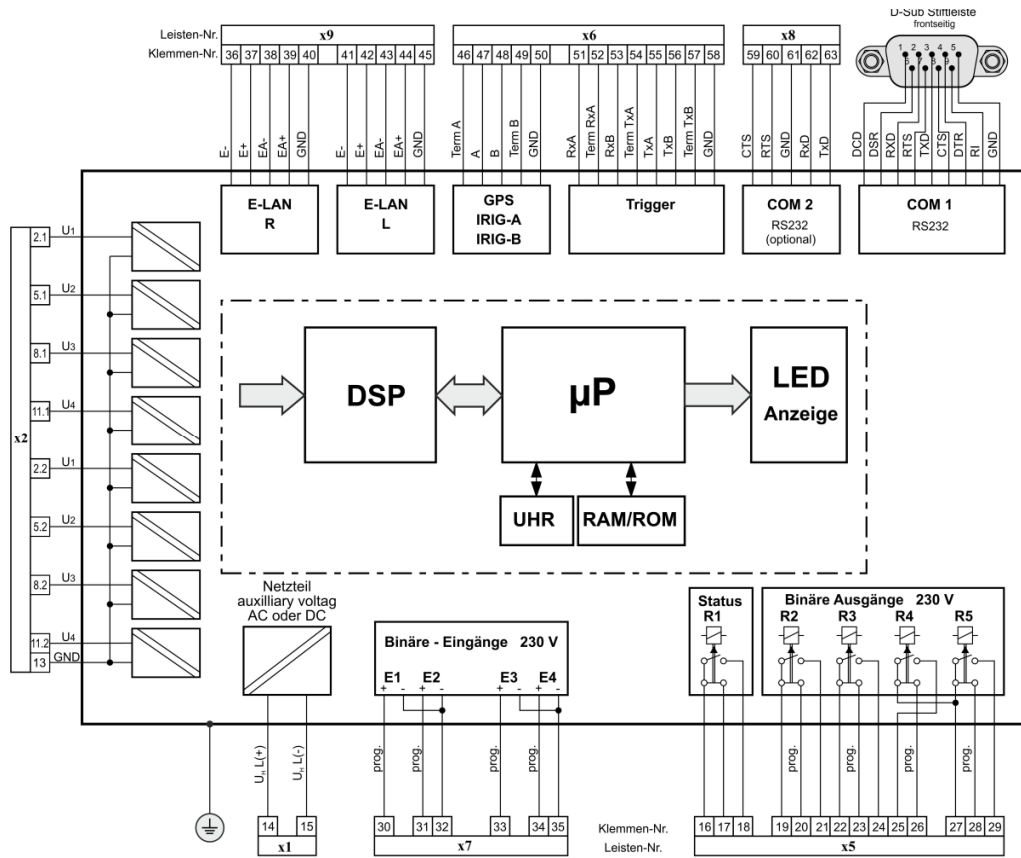 D-Sub Stiftleiste
frontseitig
Leisten-Nr. x9 x6 x8
Klemmen-Nr. 36 37 38 39 40 41 42 43 44 45 46 47 48 49 50 51 52 53 54 55 56 57 58 59 60 61 62 63
1 2 3 4 5
6 7 8 9
E- E+ EA- EA+ GND E- E+ EA- EA+ GND Term A A B Term B GND RxA Term RxA RxB Term TxA TxA TxB Term TxB GND CTS RTS GND RxD TxD DCD DSR RXD RTS TXD CTS DTR RI GND
E-LAN
R
E-LAN
L
GPS
IRIG-A
IRIG-B
Trigger
COM 2
RS232
(optional)
COM 1
RS232
x2
2.1 U1
5.1 U2
8.1 U3
11.1 U4
2.2 U1
5.2 U2
8.2 U3
11.2 U4
13 GND
DSP
µP
LED
Anzeige
UHR
RAM/ROM
Netzteil
auxilliary voltag
AC oder DC
Binäre - Eingänge 230 V
E1 E2 E3 E4
+ - + - + - + -
Status
R1
Binäre Ausgänge 230 V
R2 R3 R4 R5
UH L(+) UH L(-)
prog. prog. prog. prog. prog. prog. prog. prog.
14 15
x1
30 31 32 33 34 35
x7
Klemmen-Nr. 16 17 18 19 20 21 22 23 24 25 26 27 28 29
Leisten-Nr. x5